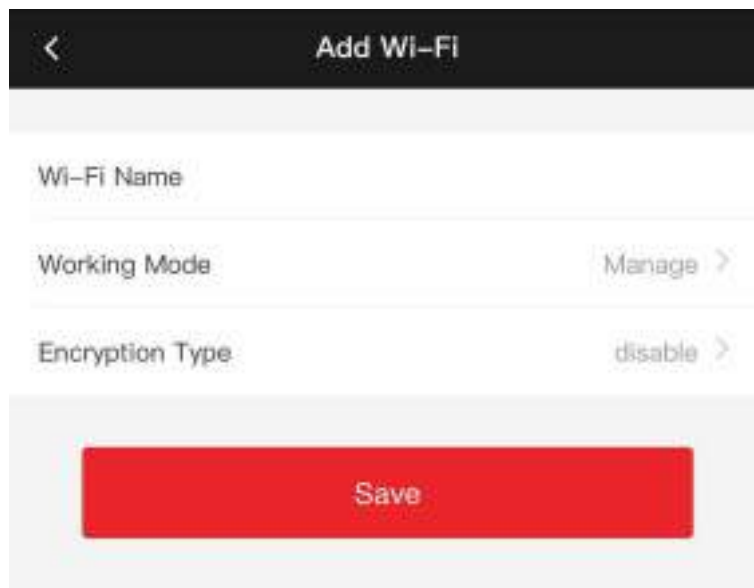 Add Wi-Fi
Wi-Fi Name
Working Mode Manage
Encryption Type disable
Save